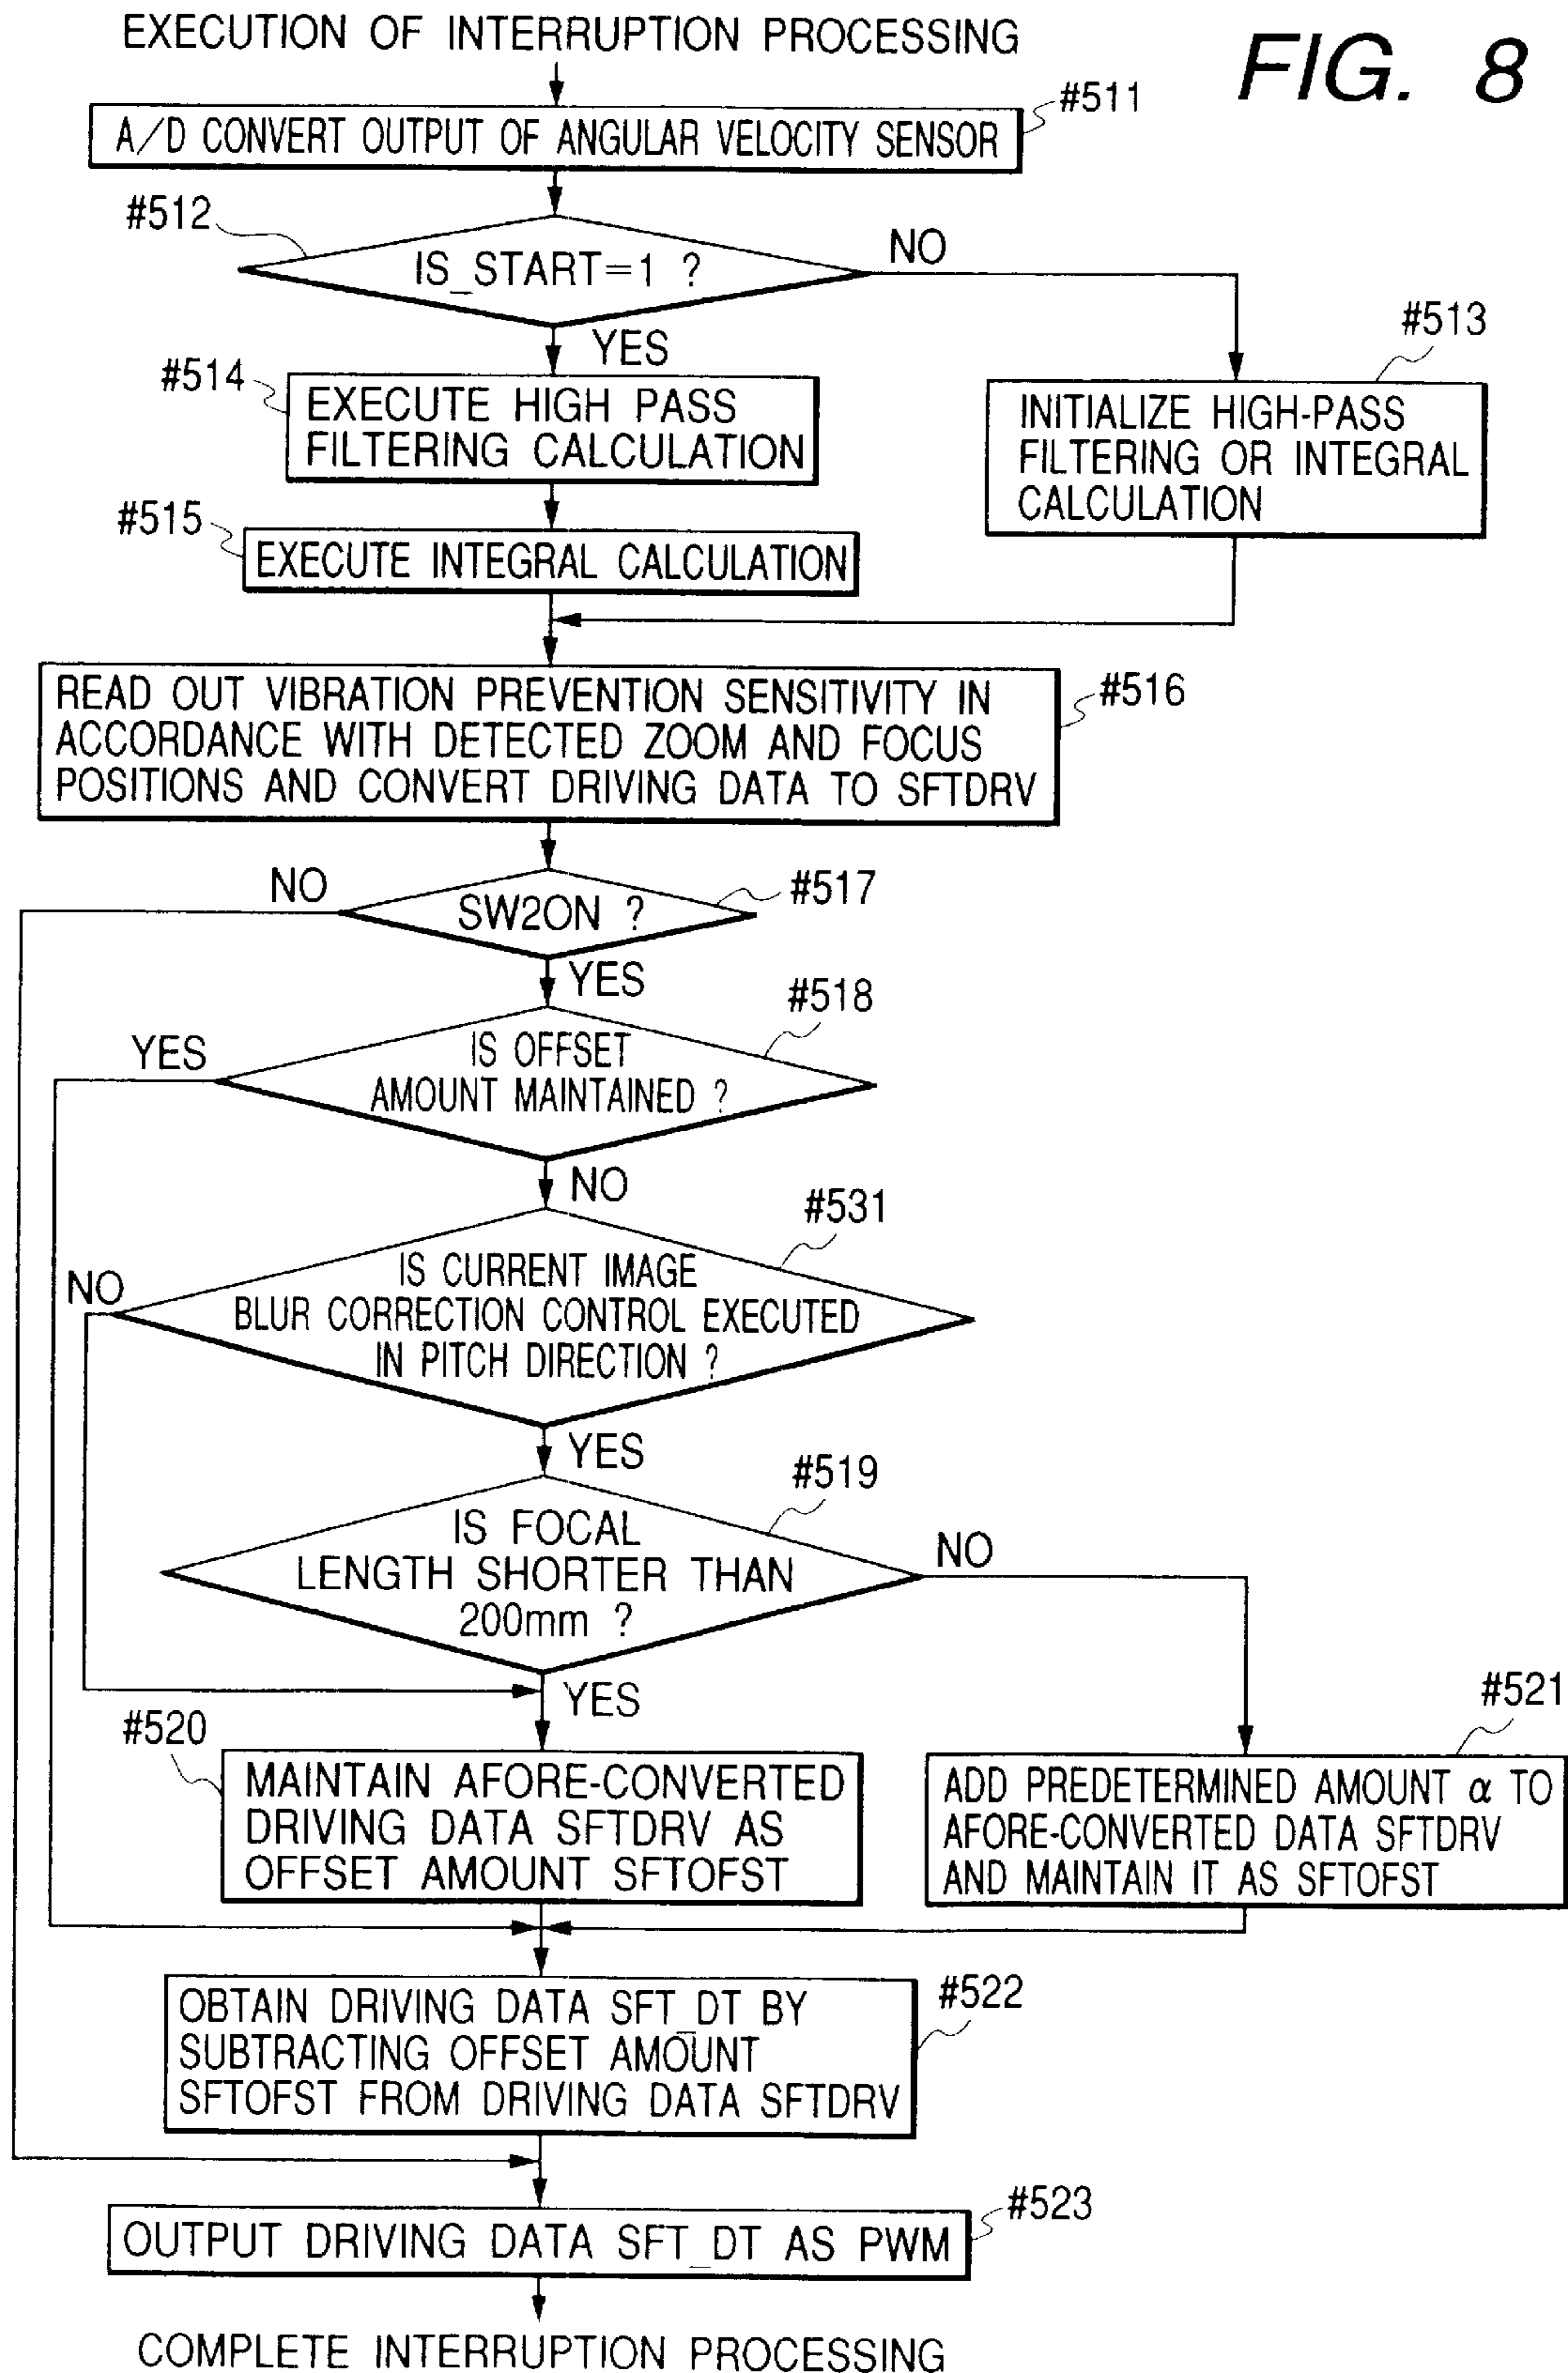 EXECUTION OF INTERRUPTION PROCESSING
FIG. 8
#511
A/D CONVERT OUTPUT OF ANGULAR VELOCITY SENSOR
#512
IS_START=1 ?
NO
YES
#513
INITIALIZE HIGH-PASS
FILTERING OR INTEGRAL
CALCULATION
#514
EXECUTE HIGH PASS
FILTERING CALCULATION
#515
EXECUTE INTEGRAL CALCULATION
#516
READ OUT VIBRATION PREVENTION SENSITIVITY IN
ACCORDANCE WITH DETECTED ZOOM AND FOCUS
POSITIONS AND CONVERT DRIVING DATA TO SFTDRV
NO
#517
SW2ON ?
YES
#518
YES
IS OFFSET
AMOUNT MAINTAINED ?
NO
#531
NO
IS CURRENT IMAGE
BLUR CORRECTION CONTROL EXECUTED
IN PITCH DIRECTION ?
YES
#519
IS FOCAL
LENGTH SHORTER THAN
200mm ?
NO
YES
#520
MAINTAIN AFORE-CONVERTED
DRIVING DATA SFTDRV AS
OFFSET AMOUNT SFTOFST
#521
ADD PREDETERMINED AMOUNT α TO
AFORE-CONVERTED DATA SFTDRV
AND MAINTAIN IT AS SFTOFST
#522
OBTAIN DRIVING DATA SFT_DT BY
SUBTRACTING OFFSET AMOUNT
SFTOFST FROM DRIVING DATA SFTDRV
#523
OUTPUT DRIVING DATA SFT_DT AS PWM
COMPLETE INTERRUPTION PROCESSING